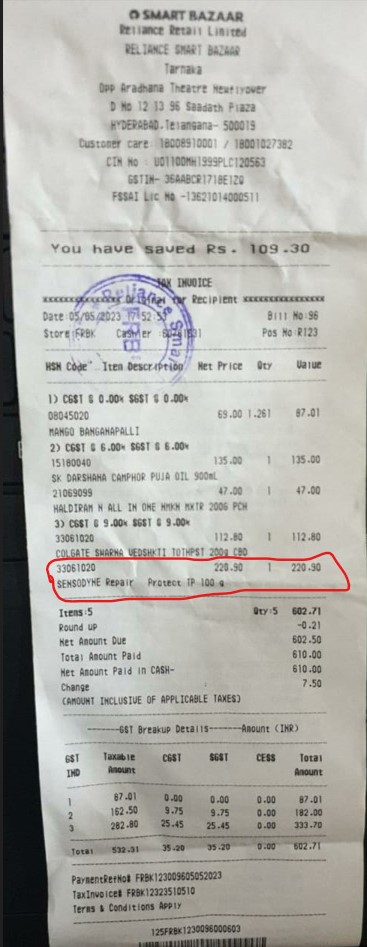 SMART BAZAAR
Reliance Retail Limited
RELIANCE SMART BAZAAR
Tarnaka
Opp Aradhana Theatre Newflyower
D No 12 13 96 Saadath Plaza
HYDERABAD,Telangana- 500019
Customer care: 18008910001 / 18001027382
CIN No : U01100MH1999PLC120563
GSTIN- 36AABCR1718E1ZQ
FSSAI Lic No -13621014000511
You have saved Rs. 109.30
TAX INVOICE
xxxxxxxxxxx Original for Recipient xxxxxxxxxxx
Reliance Smar
Date:05/05/2023 17:52:53 Bill No:96
Store:FRBK Cashier Pos No:R123
HSN Code Item Description Net Price Qty Value
1) CGST @ 0.00% SGST @ 0.00%
08045020 69.00 1.261 87.01
MANGO BANGANAPALLI
2) CGST @ 6.00% SGST @ 6.00%
15180040 135.00 1 135.00
SK DARSHANA CAMPHOR PUJA OIL 900mL
21069099 47.00 1 47.00
HALDIRAM N ALL IN ONE NMKN MXTR 200G PCH
3) CGST @ 9.00% SGST @ 9.00%
33061020 112.80 1 112.80
COLGATE SWARNA VEDSHKTI TOTHPST 200g CBD
33061020 220.90 1 220.90
SENSODYNE Repair Protect TP 100 g
Items:5 Qty:5 602.71
Round up -0.21
Net Amount Due 602.50
Total Amount Paid 610.00
Net Amount Paid in CASH- 610.00
Change 7.50
(AMOUNT INCLUSIVE OF APPLICABLE TAXES)
------GST Breakup Details------Amount (INR)
GST Taxable CGST SGST CESS Total
IND Amount Amount
1 87.01 0.00 0.00 0.00 87.01
2 162.50 9.75 9.75 0.00 182.00
3 282.80 25.45 25.45 0.00 333.70
Total 532.31 35.20 35.20 0.00 602.71
PaymentRefNo# FRBK123009605052023
TaxInvoice# FRBK12323510510
Terms & Conditions Apply
125FRBK1230096000603